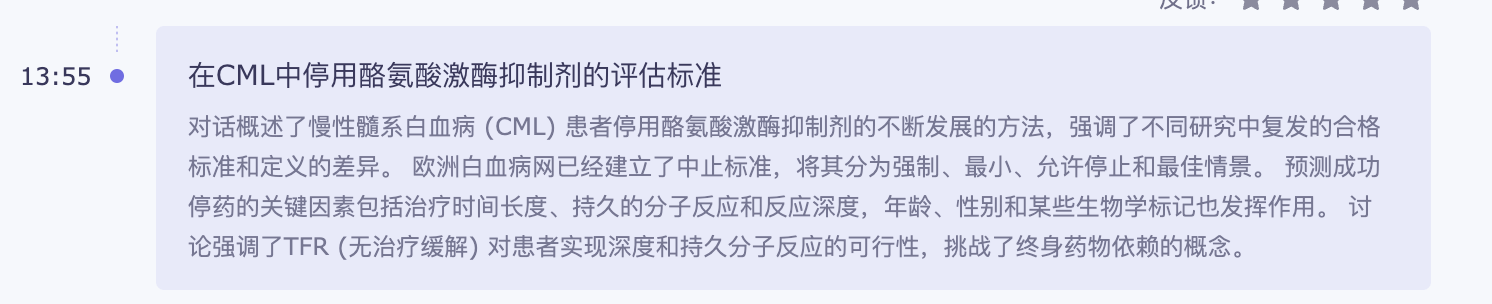 反馈：
13:55
在CML中停用酪氨酸激酶抑制剂的评估标准
对话概述了慢性髓系白血病 (CML) 患者停用酪氨酸激酶抑制剂的不断发展的方法，强调了不同研究中复发的合格
标准和定义的差异。 欧洲白血病网已经建立了中止标准，将其分为强制、最小、允许停止和最佳情景。 预测成功
停药的关键因素包括治疗时间长度、持久的分子反应和反应深度，年龄、性别和某些生物学标记也发挥作用。 讨
论强调了TFR (无治疗缓解) 对患者实现深度和持久分子反应的可行性，挑战了终身药物依赖的概念。